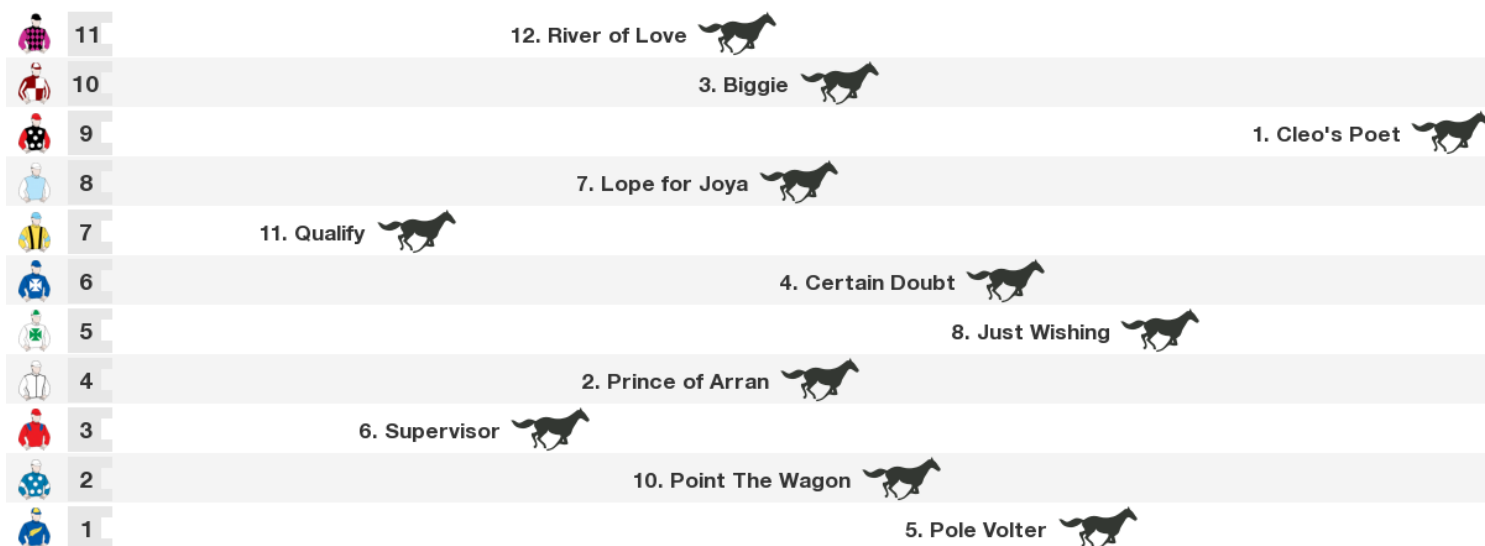 11 12. River of Love
10 3. Biggie
9 1. Cleo's Poet
8 7. Lope for Joya
7 11. Qualify
6 4. Certain Doubt
5 8. Just Wishing
4 2. Prince of Arran
3 6. Supervisor
2 10. Point The Wagon
1 5. Pole Volter